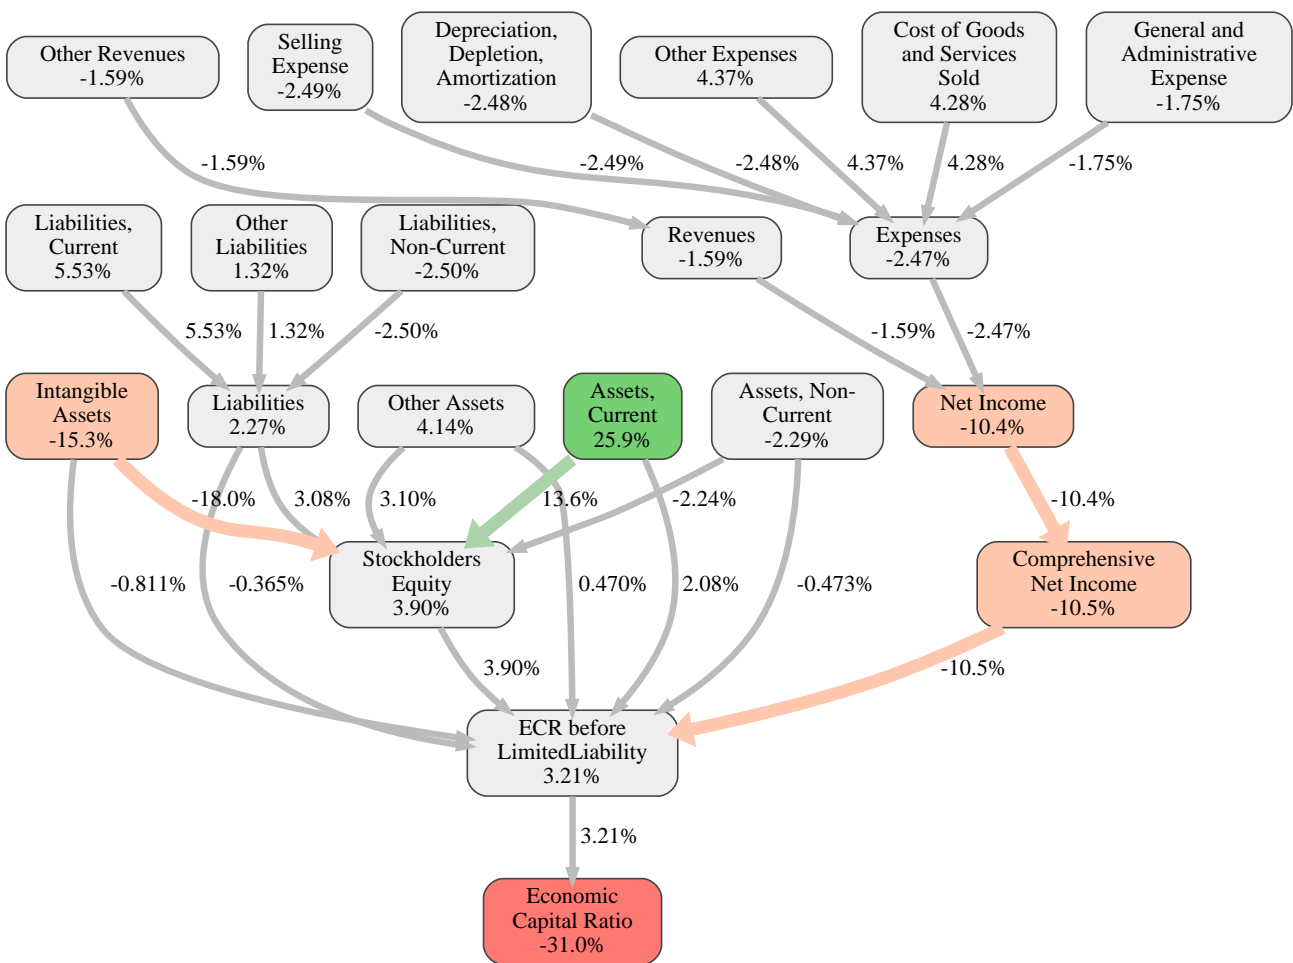 Other Revenues
-1.59%
Selling
Expense
-2.49%
Depreciation,
Depletion,
Amortization
-2.48%
Other Expenses
4.37%
Cost of Goods
and Services
Sold
4.28%
General and
Administrative
Expense
-1.75%
-1.59%
-2.49%
-2.48%
4.37%
4.28%
-1.75%
Liabilities,
Current
5.53%
Other
Liabilities
1.32%
Liabilities,
Non-Current
-2.50%
Revenues
-1.59%
Expenses
-2.47%
5.53%
1.32%
-2.50%
-1.59%
-2.47%
Intangible
Assets
-15.3%
Liabilities
2.27%
Other Assets
4.14%
Assets,
Current
25.9%
Assets, Non-
Current
-2.29%
Net Income
-10.4%
-18.0%
3.08%
3.10%
13.6%
-2.24%
-10.4%
Stockholders
Equity
3.90%
Comprehensive
Net Income
-10.5%
-0.811%
-0.365%
0.470%
2.08%
-0.473%
3.90%
-10.5%
ECR before
LimitedLiability
3.21%
3.21%
Economic
Capital Ratio
-31.0%